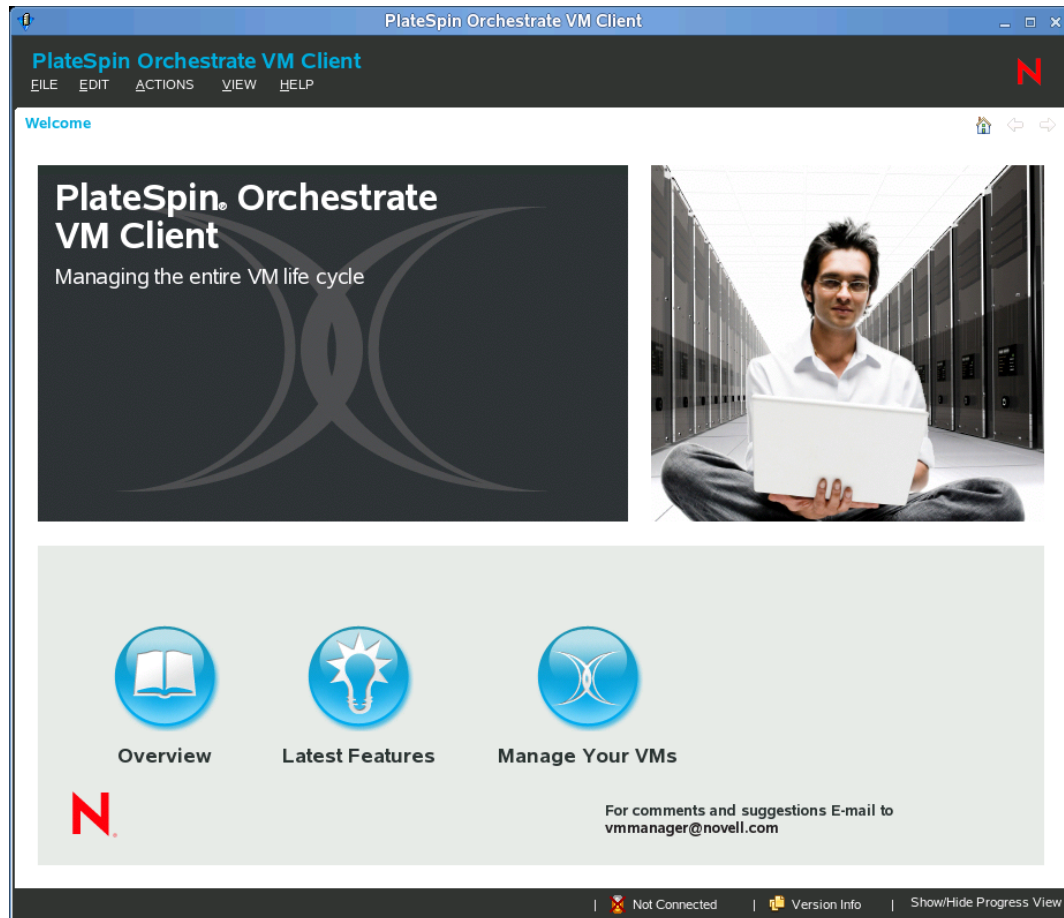 PlateSpin Orchestrate VM Client
PlateSpin Orchestrate VM Client
FILE EDIT ACTIONS VIEW HELP
N
Welcome
PlateSpin® Orchestrate
VM Client
Managing the entire VM life cycle
Overview
Latest Features
Manage Your VMs
N®
For comments and suggestions E-mail to
vmmanager@novell.com
| Not Connected | Version Info | Show/Hide Progress View